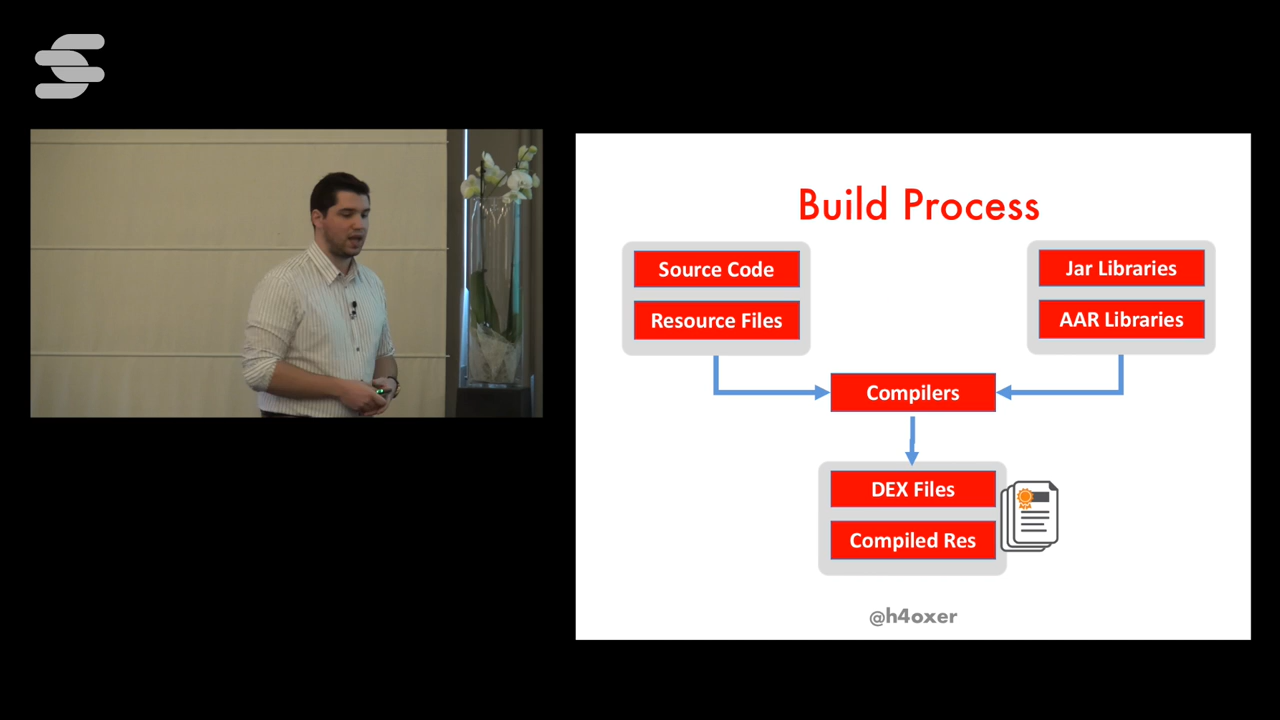 Build Process
Source Code
Resource Files
Jar Libraries
AAR Libraries
Compilers
DEX Files
Compiled Res
@h4oxer